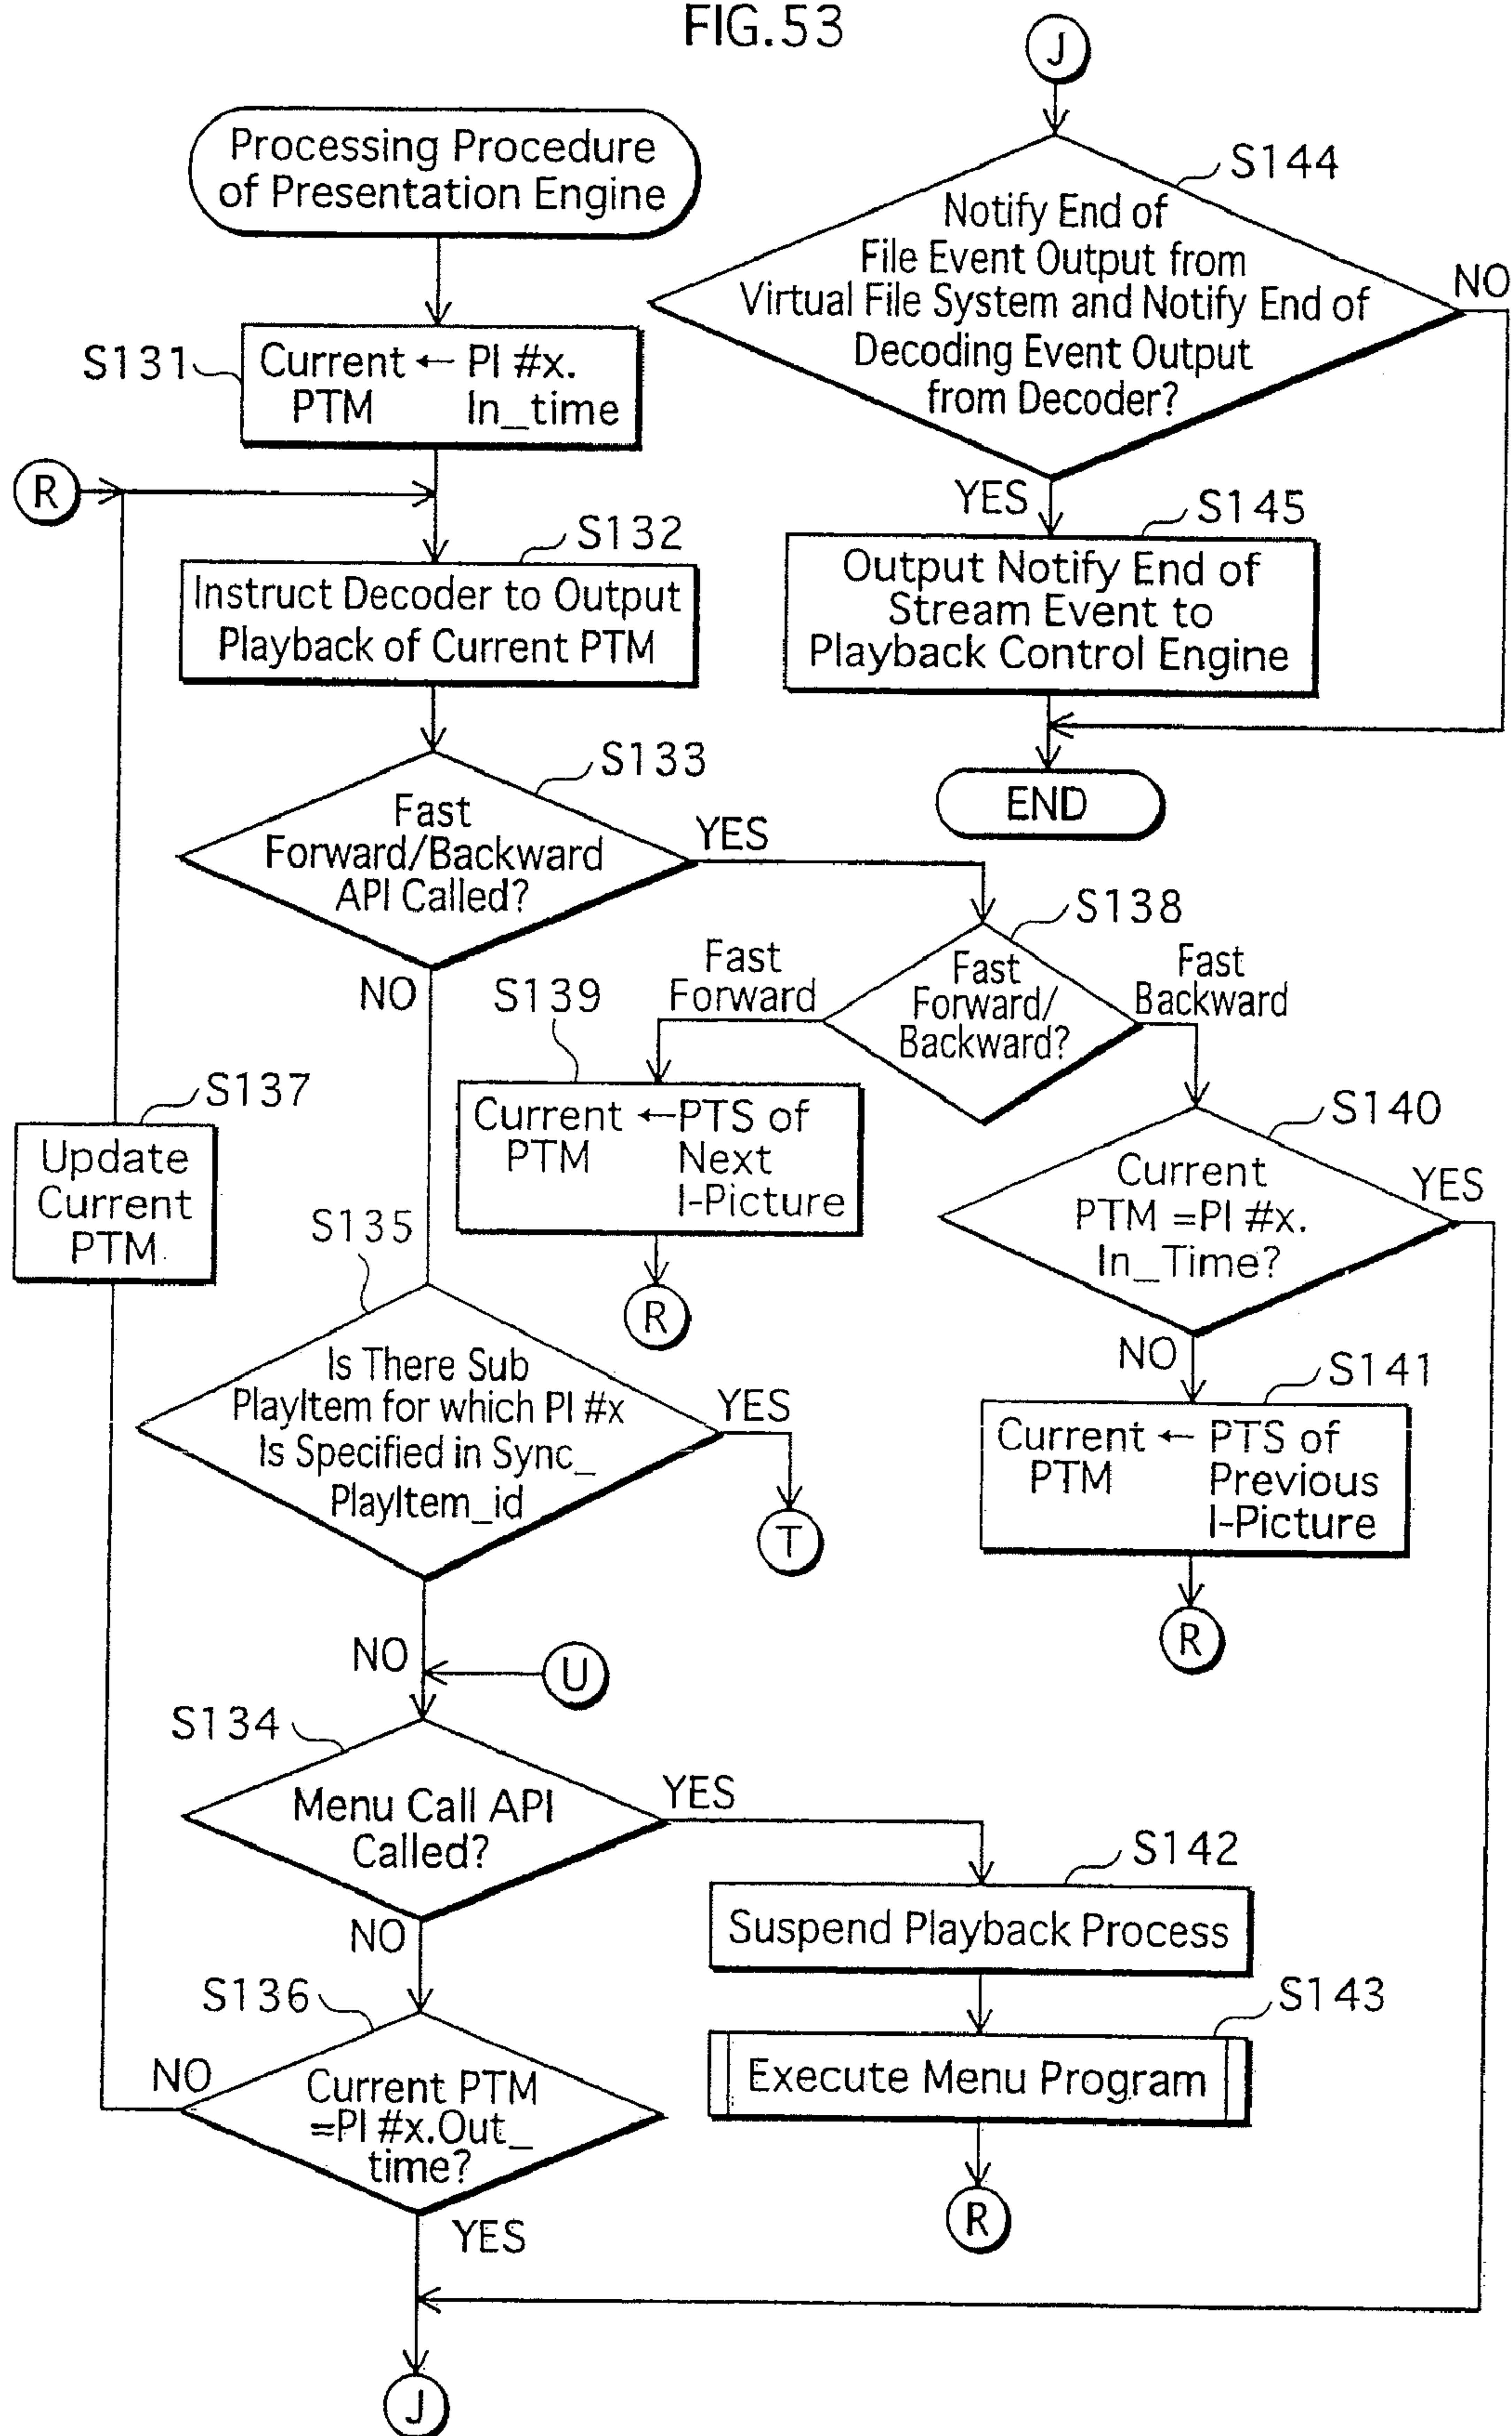 FIG.53
Processing Procedure
of Presentation Engine
S131
Current ← PI #x.
PTM In_time
R
S132
Instruct Decoder to Output
Playback of Current PTM
S133
Fast
Forward/Backward
API Called?
YES
NO
S137
Update
Current
PTM
S135
Is There Sub
PlayItem for which PI #x
Is Specified in Sync_
PlayItem_id
YES
T
NO
U
S134
Menu Call API
Called?
YES
NO
S136
Current PTM
=PI #x.Out_
time?
NO
YES
J
J
S144
Notify End of
File Event Output from
Virtual File System and Notify End of
Decoding Event Output
from Decoder?
NO
YES
S145
Output Notify End of
Stream Event to
Playback Control Engine
END
S138
Fast
Forward/
Backward?
Fast
Forward
Fast
Backward
S139
Current ← PTS of
PTM Next
I-Picture
R
S140
Current
PTM =PI #x.
In_Time?
YES
NO
S141
Current ← PTS of
PTM Previous
I-Picture
R
S142
Suspend Playback Process
S143
Execute Menu Program
R